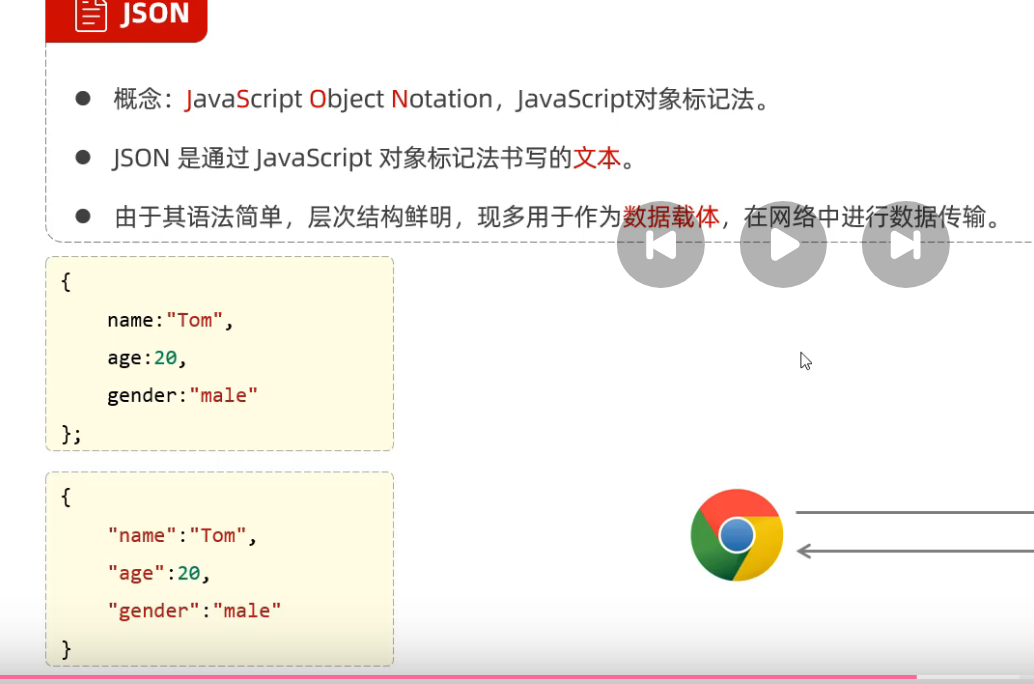 JSON
概念：JavaScript Object Notation，JavaScript对象标记法。
JSON 是通过 JavaScript 对象标记法书写的文本。
由于其语法简单，层次结构鲜明，现多用于作为数据载体，在网络中进行数据传输。
{
name:"Tom",
age:20,
gender:"male"
};
{
"name":"Tom",
"age":20,
"gender":"male"
}